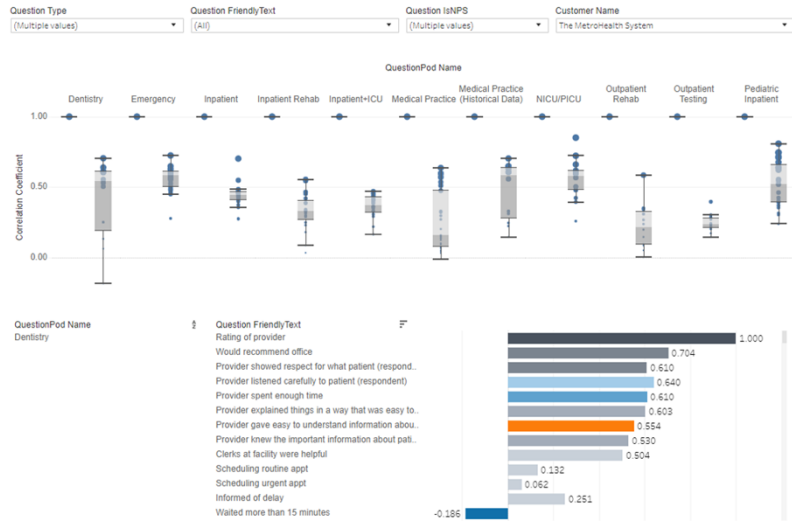 Question Type
Question FriendlyText
Question IsNPS
Customer Name
(Multiple values)
(All)
(Multiple values)
The MetroHealth System
QuestionPod Name
Dentistry
Emergency
Inpatient
Inpatient Rehab
Inpatient+ICU
Medical Practice
Medical Practice (Historical Data)
NICU/PICU
Outpatient Rehab
Outpatient Testing
Pediatric Inpatient
Correlation Coefficient
1.00
0.50
0.00
QuestionPod Name
Question FriendlyText
Dentistry
Rating of provider 1.000
Would recommend office 0.704
Provider showed respect for what patient (respond.. 0.610
Provider listened carefully to patient (respondent) 0.640
Provider spent enough time 0.610
Provider explained things in a way that was easy to.. 0.603
Provider gave easy to understand information abou.. 0.554
Provider knew the important information about pati.. 0.530
Clerks at facility were helpful 0.504
Scheduling routine appt 0.132
Scheduling urgent appt 0.062
Informed of delay 0.251
Waited more than 15 minutes -0.186